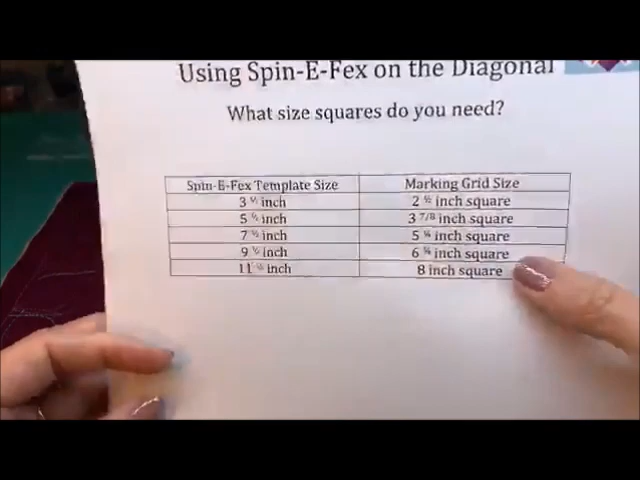 Using Spin-E-Fex on the Diagonal
What size squares do you need?
Spin-E-Fex Template Size Marking Grid Size
3 ½ inch 2 ½ inch square
5 ½ inch 3 7/8 inch square
7 ½ inch 5 ¼ inch square
9 ½ inch 6 ¾ inch square
11 ½ inch 8 inch square